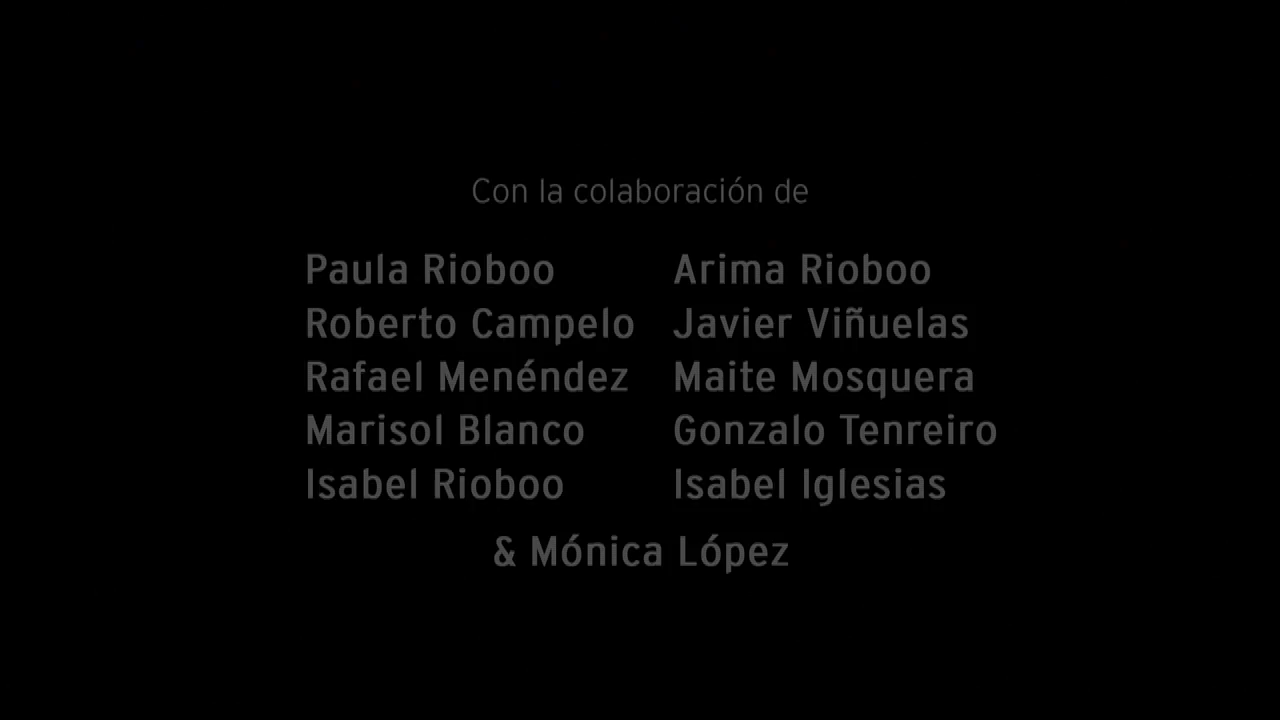 Con la colaboración de
Paula Rioboo Arima Rioboo
Roberto Campelo Javier Viñuelas
Rafael Menéndez Maite Mosquera
Marisol Blanco Gonzalo Tenreiro
Isabel Rioboo Isabel Iglesias
& Mónica López